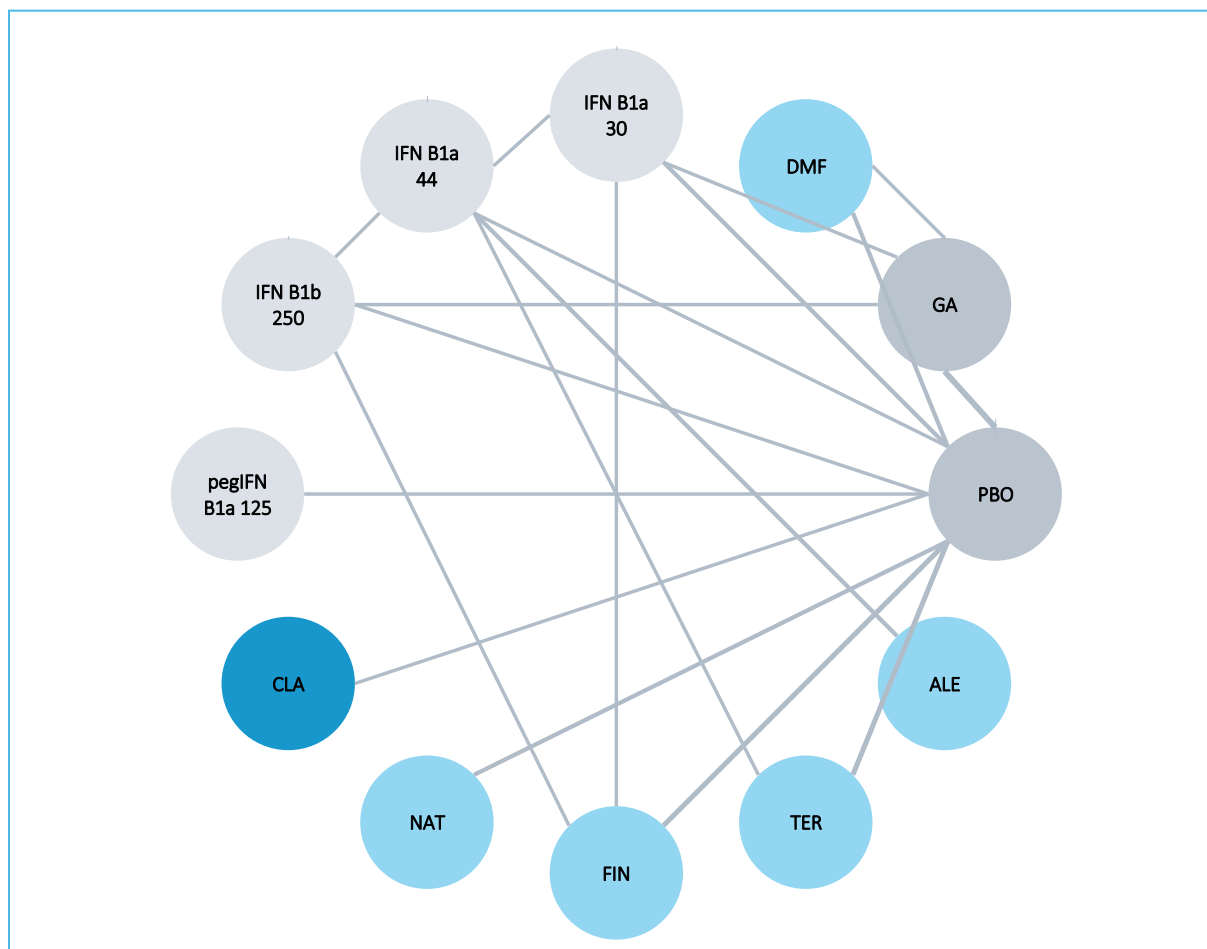 IFN B1a
30
DMF
IFN B1a
44
GA
IFN B1b
250
PBO
pegIFN
B1a 125
CLA
ALE
NAT
TER
FIN